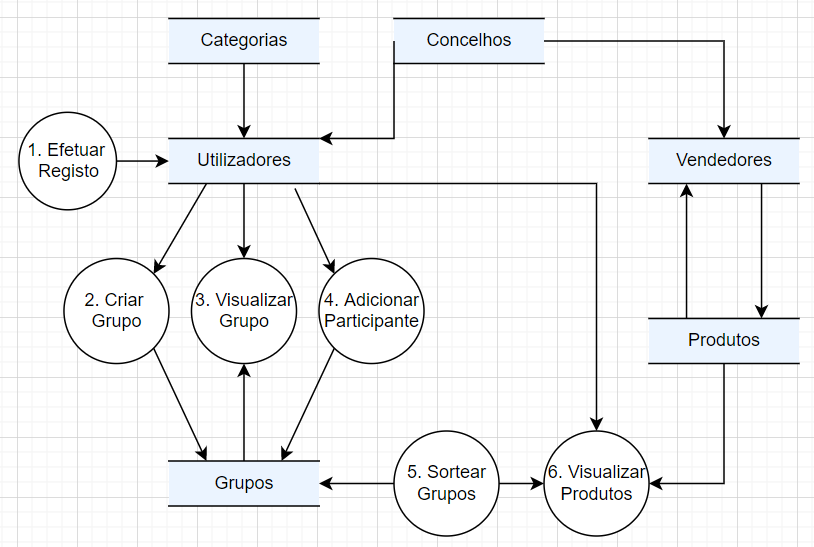 Categorias
Concelhos
1. Efetuar
Registo
Utilizadores
Vendedores
2. Criar
Grupo
3. Visualizar
Grupo
4. Adicionar
Participante
Produtos
Grupos
5. Sortear
Grupos
6. Visualizar
Produtos